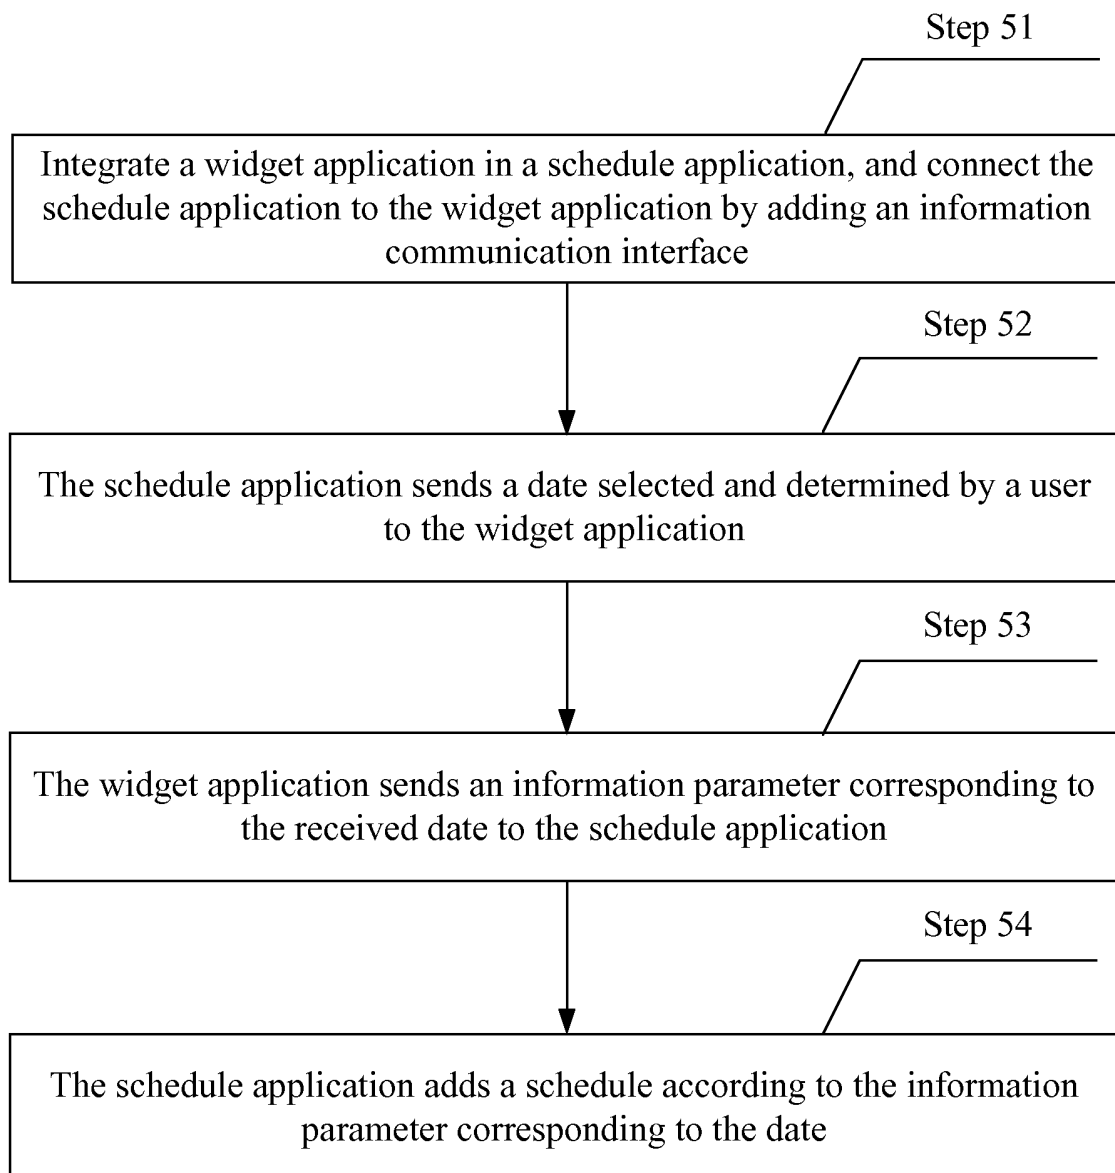 Step 51
Integrate a widget application in a schedule application, and connect the
schedule application to the widget application by adding an information
communication interface
Step 52
The schedule application sends a date selected and determined by a user
to the widget application
Step 53
The widget application sends an information parameter corresponding to
the received date to the schedule application
Step 54
The schedule application adds a schedule according to the information
parameter corresponding to the date